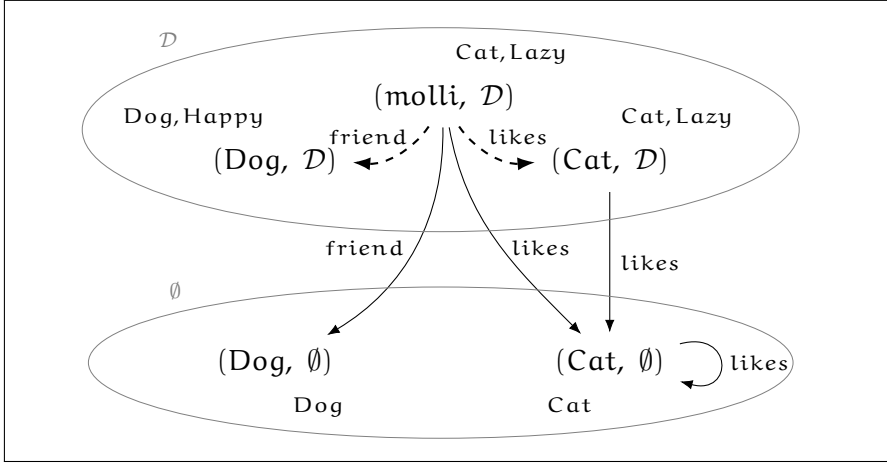 𝒟
Cat,Lazy
(molli, 𝒟)
Dog,Happy
Cat,Lazy
friend
likes
(Dog, 𝒟)
(Cat, 𝒟)
friend
likes
likes
∅
(Dog, ∅)
(Cat, ∅)
likes
Dog
Cat